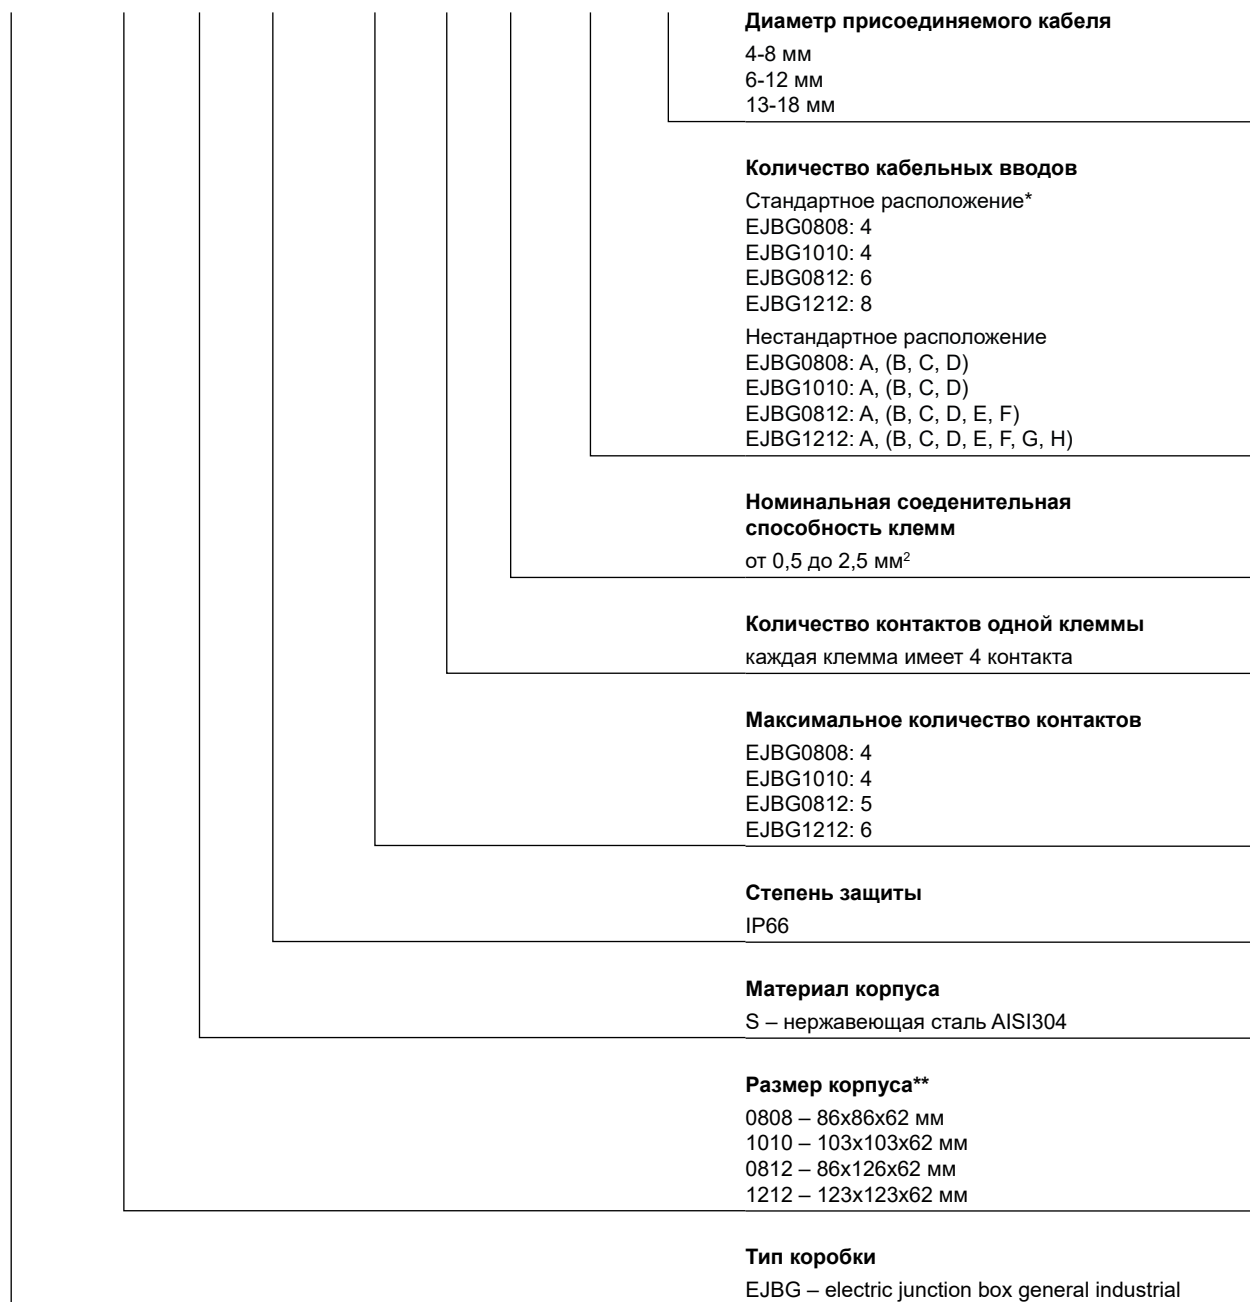 Диаметр присоединяемого кабеля
4-8 мм
6-12 мм
13-18 мм
Количество кабельных вводов
Стандартное расположение*
EJBG0808: 4
EJBG1010: 4
EJBG0812: 6
EJBG1212: 8
Нестандартное расположение
EJBG0808: A, (B, C, D)
EJBG1010: A, (B, C, D)
EJBG0812: A, (B, C, D, E, F)
EJBG1212: A, (B, C, D, E, F, G, H)
Номинальная соеденительная
способность клемм
от 0,5 до 2,5 мм²
Количество контактов одной клеммы
каждая клемма имеет 4 контакта
Максимальное количество контактов
EJBG0808: 4
EJBG1010: 4
EJBG0812: 5
EJBG1212: 6
Степень защиты
IP66
Материал корпуса
S – нержавеющая сталь AISI304
Размер корпуса**
0808 – 86x86x62 мм
1010 – 103x103x62 мм
0812 – 86x126x62 мм
1212 – 123x123x62 мм
Тип коробки
EJBG – electric junction box general industrial